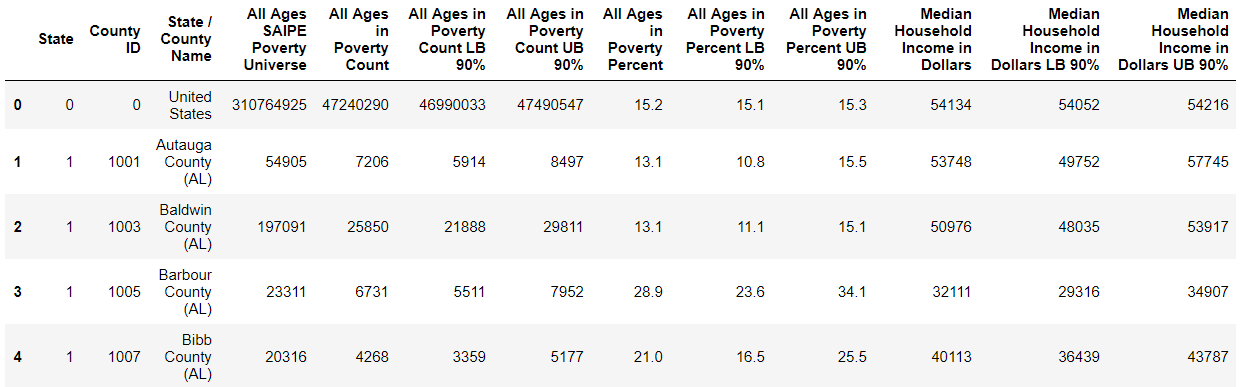 State County ID State / County Name All Ages SAIPE Poverty Universe All Ages in Poverty Count All Ages in Poverty Count LB 90% All Ages in Poverty Count UB 90% All Ages in Poverty Percent All Ages in Poverty Percent LB 90% All Ages in Poverty Percent UB 90% Median Household Income in Dollars Median Household Income in Dollars LB 90% Median Household Income in Dollars UB 90%
0 0 0 United States 310764925 47240290 46990033 47490547 15.2 15.1 15.3 54134 54052 54216
1 1 1001 Autauga County (AL) 54905 7206 5914 8497 13.1 10.8 15.5 53748 49752 57745
2 1 1003 Baldwin County (AL) 197091 25850 21888 29811 13.1 11.1 15.1 50976 48035 53917
3 1 1005 Barbour County (AL) 23311 6731 5511 7952 28.9 23.6 34.1 32111 29316 34907
4 1 1007 Bibb County (AL) 20316 4268 3359 5177 21.0 16.5 25.5 40113 36439 43787